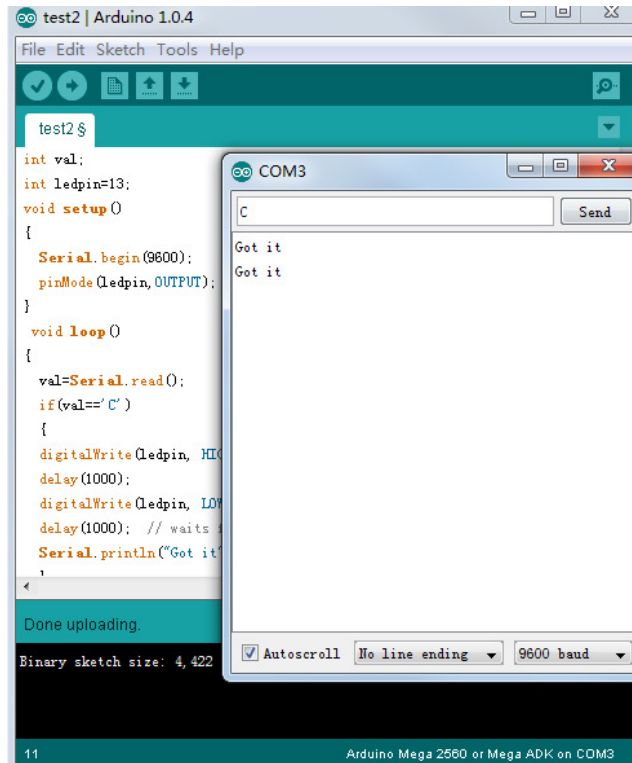 test2 | Arduino 1.0.4
File Edit Sketch Tools Help
test2 §
int val;
int ledpin=13;
void setup()
{
Serial.begin(9600);
pinMode(ledpin,OUTPUT);
}
void loop()
{
val=Serial.read();
if(val=='C')
{
digitalWrite(ledpin,
delay(1000);
digitalWrite(ledpin,
delay(1000); // waits
Serial.println("Got it"
Done uploading.
Binary sketch size: 4,422
11
Arduino Mega 2560 or Mega ADK on COM3
COM3
C
Send
Got it
Got it
Autoscroll
No line ending
9600 baud